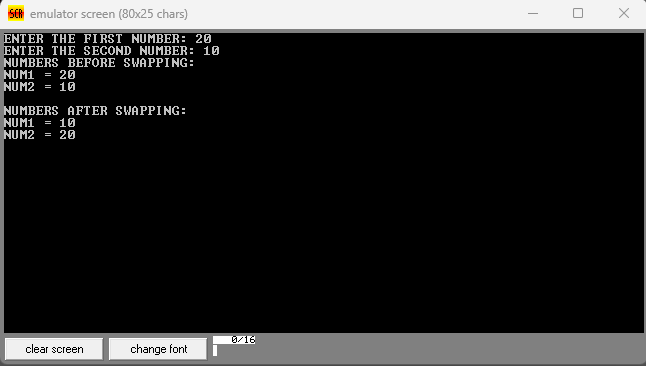 SCR emulator screen (80x25 chars)
ENTER THE FIRST NUMBER: 20
ENTER THE SECOND NUMBER: 10
NUMBERS BEFORE SWAPPING:
NUM1 = 20
NUM2 = 10
NUMBERS AFTER SWAPPING:
NUM1 = 10
NUM2 = 20
clear screen change font 0/16